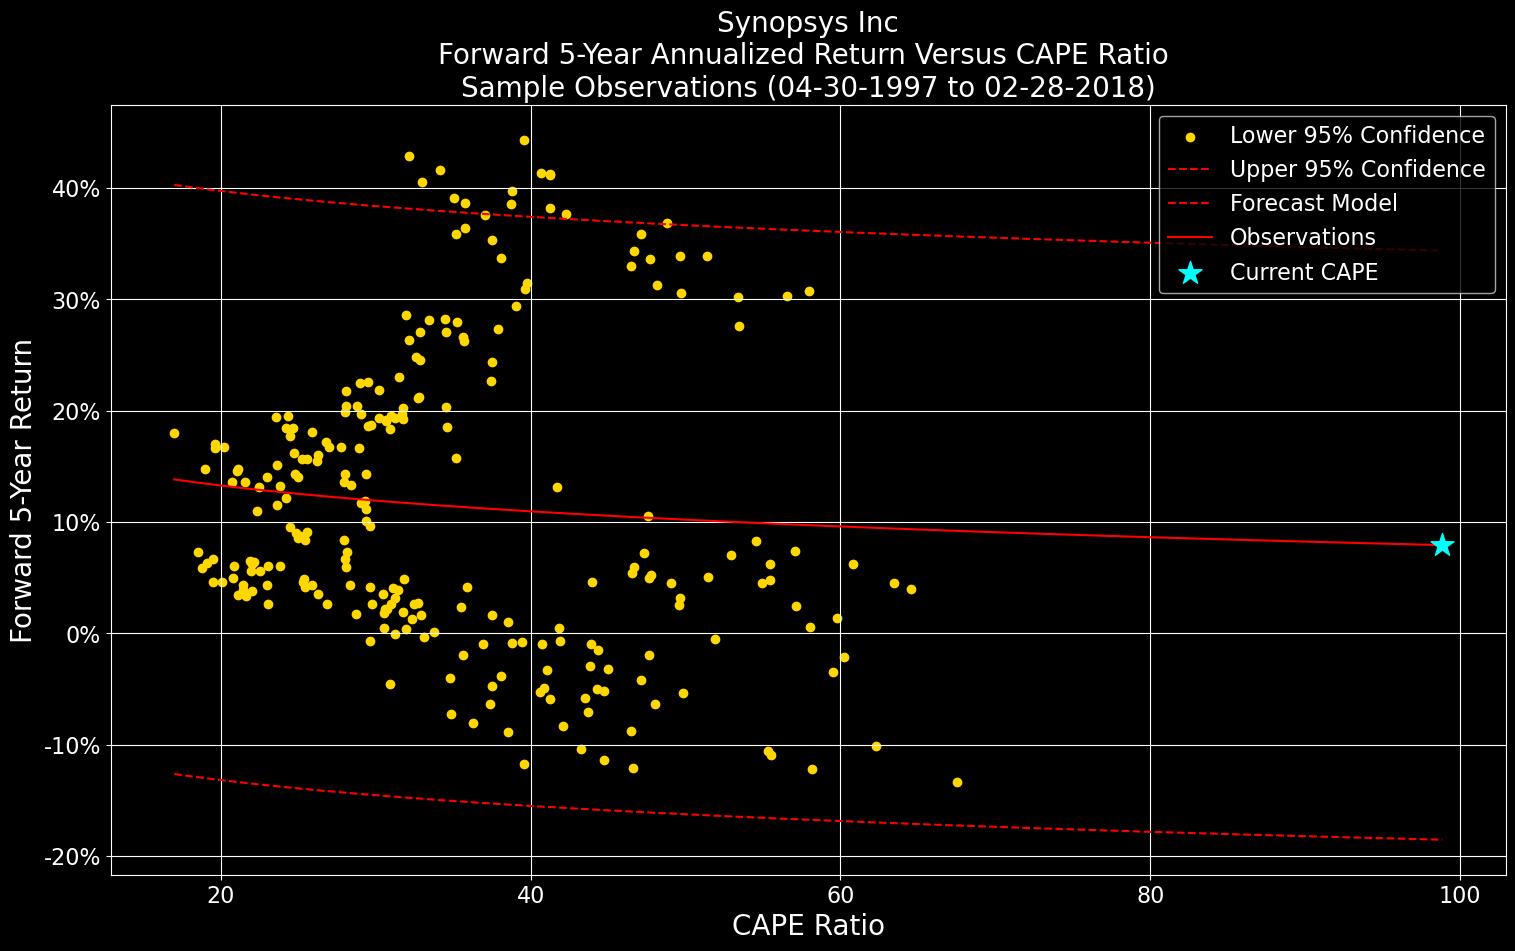 Synopsys Inc
Forward 5-Year Annualized Return Versus CAPE Ratio
Sample Observations (04-30-1997 to 02-28-2018)
Lower 95% Confidence
Upper 95% Confidence
Forecast Model
Observations
Current CAPE
Forward 5-Year Return
40%
30%
20%
10%
0%
-10%
-20%
20
40
60
80
100
CAPE Ratio